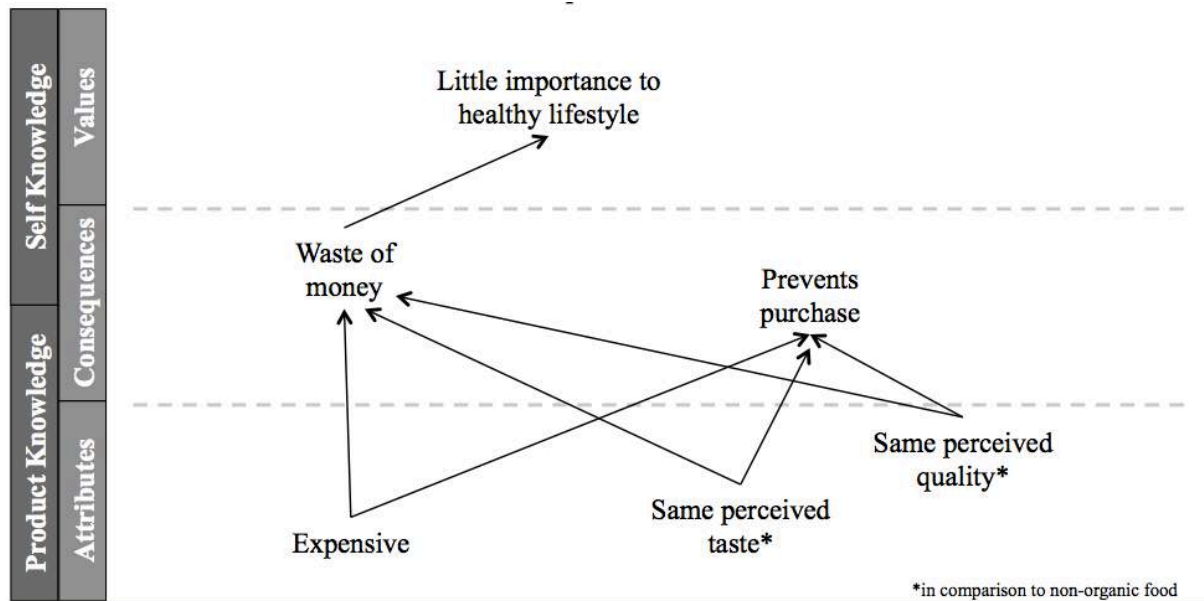 Self Knowledge
Product Knowledge
Values
Consequences
Attributes
Little importance to
healthy lifestyle
Waste of
money
Prevents
purchase
Same perceived
quality*
Same perceived
taste*
Expensive
*in comparison to non-organic food